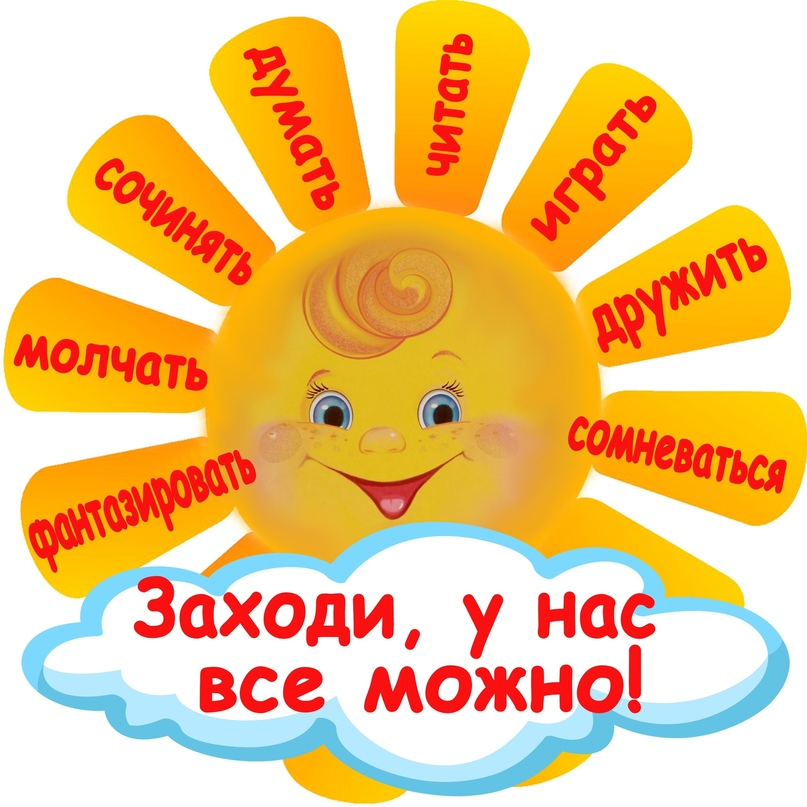 фантазировать
молчать
сочинять
думать
читать
играть
дружить
сомневаться
Заходи, у нас
все можно!